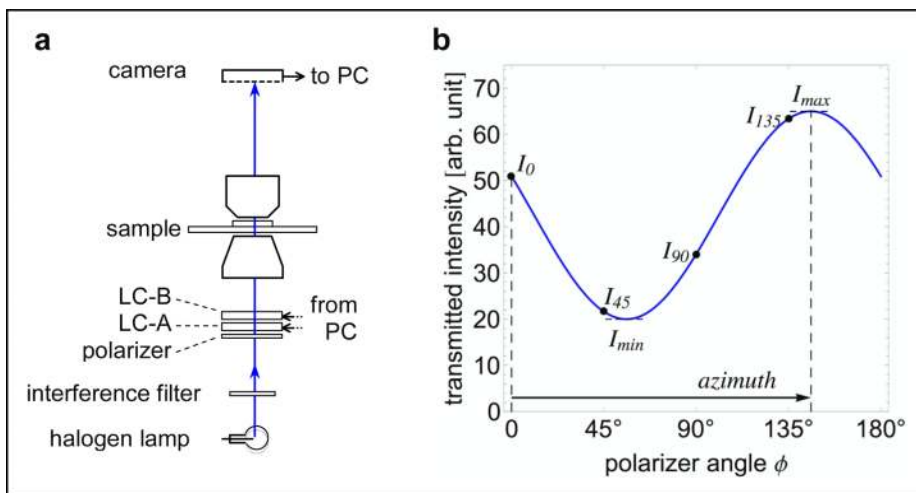 a
camera
to PC
sample
LC-B
LC-A
from
PC
polarizer
interference filter
halogen lamp
b
transmitted intensity [arb. unit]
70
60
50
40
30
20
10
0
I0
I45
Imin
I90
I135
Imax
azimuth
0
45°
90°
135°
180°
polarizer angle ϕ